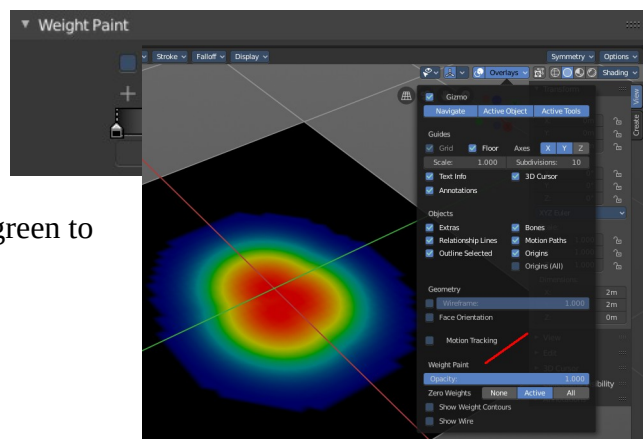 Weight Paint
Stroke Falloff Display Symmetry Options
Overlays Shading
Gizmo
Navigate Active Object Active Tools
View
Create
Guides
Grid Floor Axes X Y Z
Scale: 1.000 Subdivisions: 10
Text Info 3D Cursor
Annotations
green to
Objects
Extras Bones
Relationship Lines Motion Paths
Outline Selected Origins
Origins (All)
Geometry
Wireframe: 1.000
2m
2m
Face Orientation
0m
Motion Tracking
Weight Paint
Opacity: 1.000
bility
Zero Weights None Active All
Show Weight Contours
Show Wire